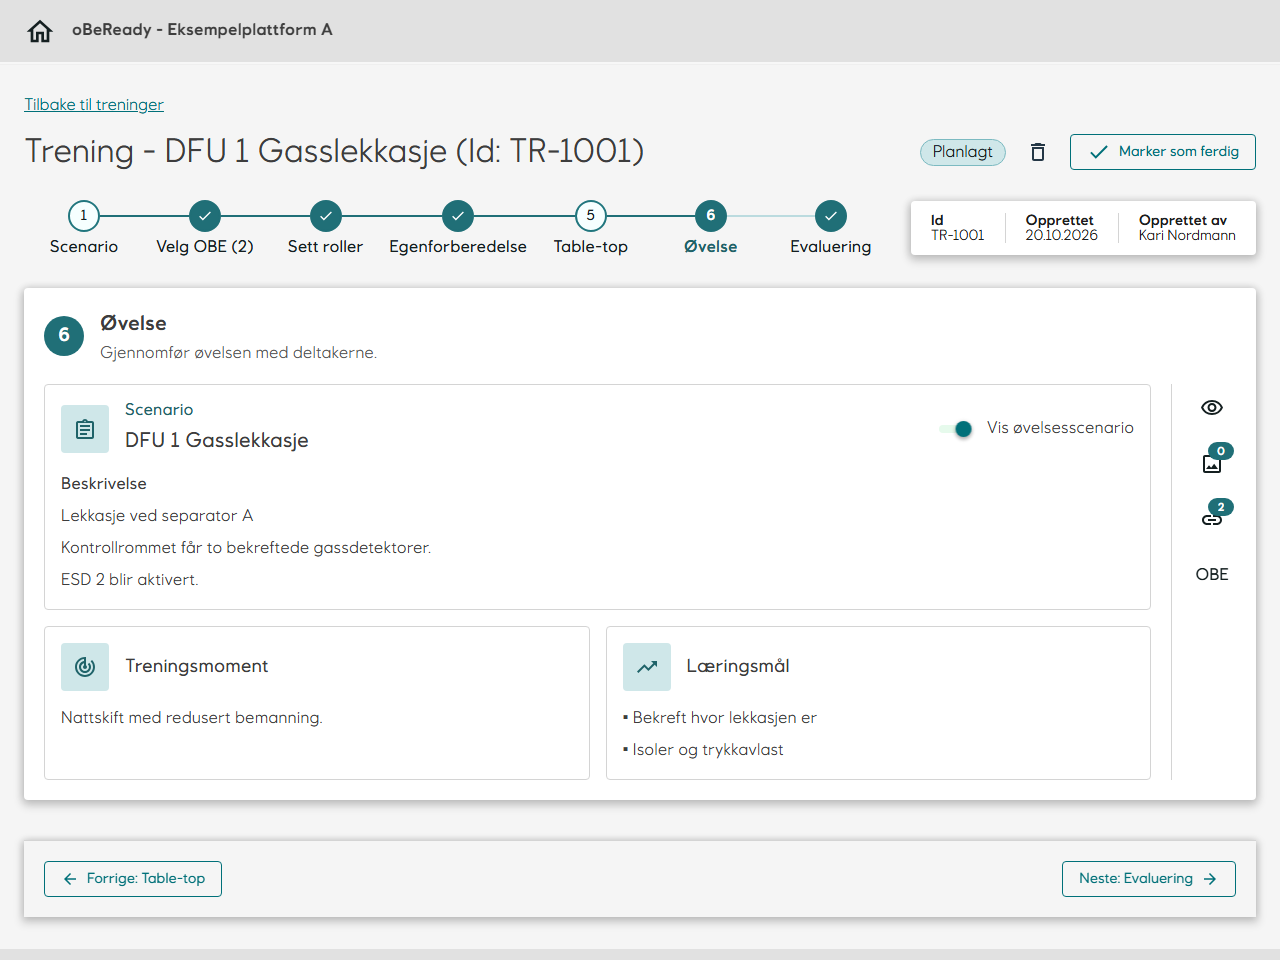 oBeReady - Eksempelplattform A
Tilbake til treninger
Trening - DFU 1 Gasslekkasje (Id: TR-1001)
Planlagt
Marker som ferdig
1
Scenario
Velg OBE (2)
Sett roller
Egenforberedelse
5
Table-top
6
Øvelse
Evaluering
Id
TR-1001
Opprettet
20.10.2026
Opprettet av
Kari Nordmann
6
Øvelse
Gjennomfør øvelsen med deltakerne.
Scenario
DFU 1 Gasslekkasje
Vis øvelsesscenario
Beskrivelse
Lekkasje ved separator A
Kontrollrommet får to bekreftede gassdetektorer.
ESD 2 blir aktivert.
0
2
OBE
Treningsmoment
Nattskift med redusert bemanning.
Læringsmål
▪ Bekreft hvor lekkasjen er
▪ Isoler og trykkavlast
Forrige: Table-top
Neste: Evaluering